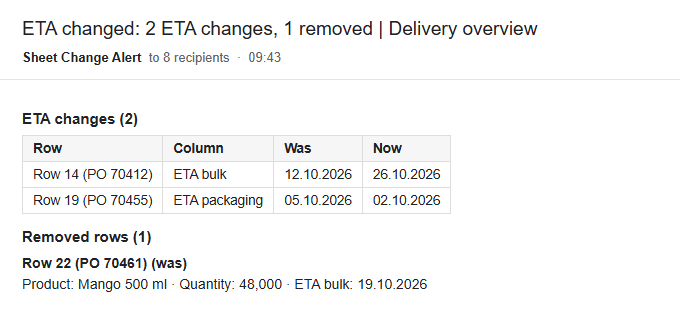 ETA changed: 2 ETA changes, 1 removed | Delivery overview
Sheet Change Alert to 8 recipients · 09:43
ETA changes (2)
Row Column Was Now
Row 14 (PO 70412) ETA bulk 12.10.2026 26.10.2026
Row 19 (PO 70455) ETA packaging 05.10.2026 02.10.2026
Removed rows (1)
Row 22 (PO 70461) (was)
Product: Mango 500 ml · Quantity: 48,000 · ETA bulk: 19.10.2026